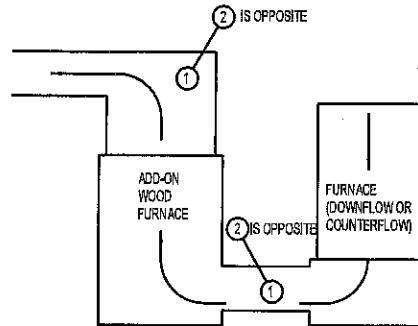 2 IS OPPOSITE
1
ADD-ON
WOOD
FURNACE
FURNACE
(DOWNFLOW OR
COUNTERFLOW)
2 IS OPPOSITE
1